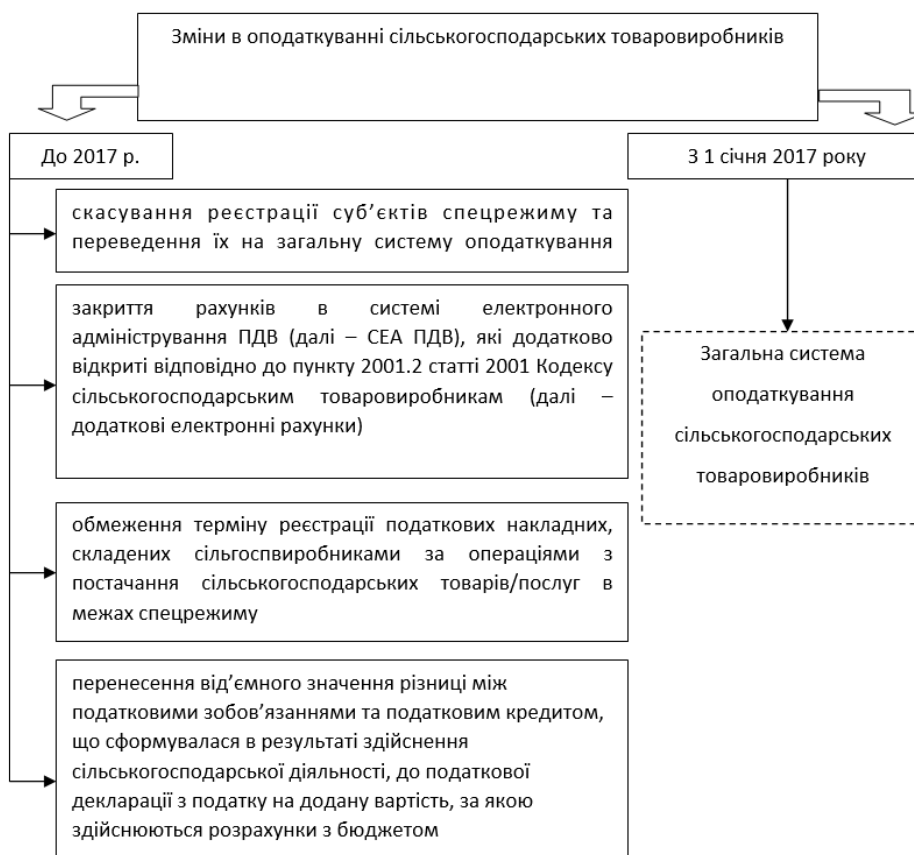 Зміни в оподаткуванні сільськогосподарських товаровиробників
До 2017 р.
З 1 січня 2017 року
скасування реєстрації суб’єктів спецрежиму та
переведення їх на загальну систему оподаткування
закриття рахунків в системі електронного
адміністрування ПДВ (далі – СЕА ПДВ), які додатково
відкриті відповідно до пункту 2001.2 статті 2001 Кодексу
сільськогосподарським товаровиробникам (далі –
додаткові електронні рахунки)
Загальна система
оподаткування
сільськогосподарських
товаровиробників
обмеження терміну реєстрації податкових накладних,
складених сільгоспвиробниками за операціями з
постачання сільськогосподарських товарів/послуг в
межах спецрежиму
перенесення від’ємного значення різниці між
податковими зобов’язаннями та податковим кредитом,
що сформувалася в результаті здійснення
сільськогосподарської діяльності, до податкової
декларації з податку на додану вартість, за якою
здійснюються розрахунки з бюджетом